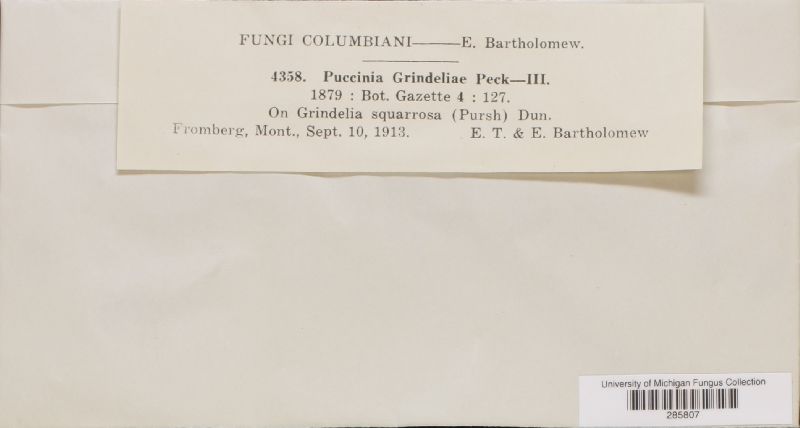 FUNGI COLUMBIANI——E. Bartholomew.
4358. Puccinia Grindeliae Peck—III.
1879 : Bot. Gazette 4 : 127.
On Grindelia squarrosa (Pursh) Dun.
Fromberg, Mont., Sept. 10, 1913. E. T. & E. Bartholomew
University of Michigan Fungus Collection
285807